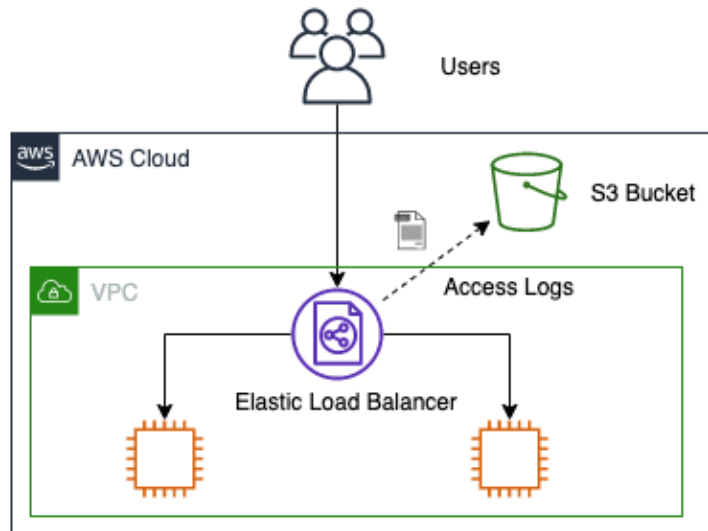 Users
aws
AWS Cloud
S3 Bucket
VPC
Access Logs
Elastic Load Balancer